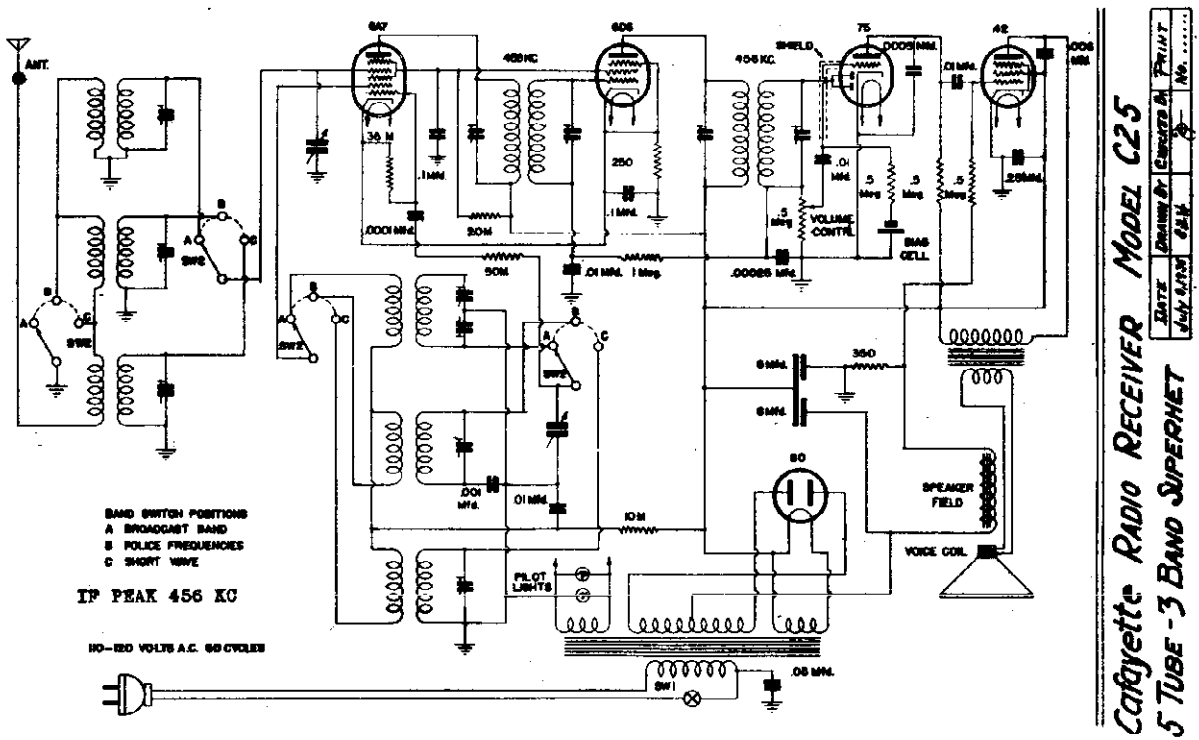 ANT.
6A7
456 KC
6D6
456 KC.
SHIELD
75
.0005 Mfd.
42
.01 Mfd.
.006
Mfd.
36 M
.1 Mfd.
250
.01
Mfd.
.5
Meg
.5
Meg
.5
Meg
.25 Mfd.
.0001 Mfd.
20M
.1 Mfd.
.5
Meg
VOLUME
CONTRL.
BIAS
CELL
50M
.01 Mfd.
1 Meg.
.00025 Mfd.
B
A
C
SW2
B
A
C
SW2
B
A
C
SW2
B
A
C
SW2
8 Mfd.
8 Mfd.
350
80
.001
Mfd.
.01 Mfd.
10 M
SPEAKER
FIELD
VOICE COIL
PILOT
LIGHTS
BAND SWITCH POSITIONS
A BROADCAST BAND
B POLICE FREQUENCIES
C SHORT WAVE
IF PEAK 456 KC
110-120 VOLTS A.C. 60 CYCLES
SW 1
.05 Mfd.
Lafayette RADIO RECEIVER MODEL C25
5 TUBE - 3 BAND SUPERHET
DATE
DRAWN BY
CHECKED BY
PRINT
No. ......